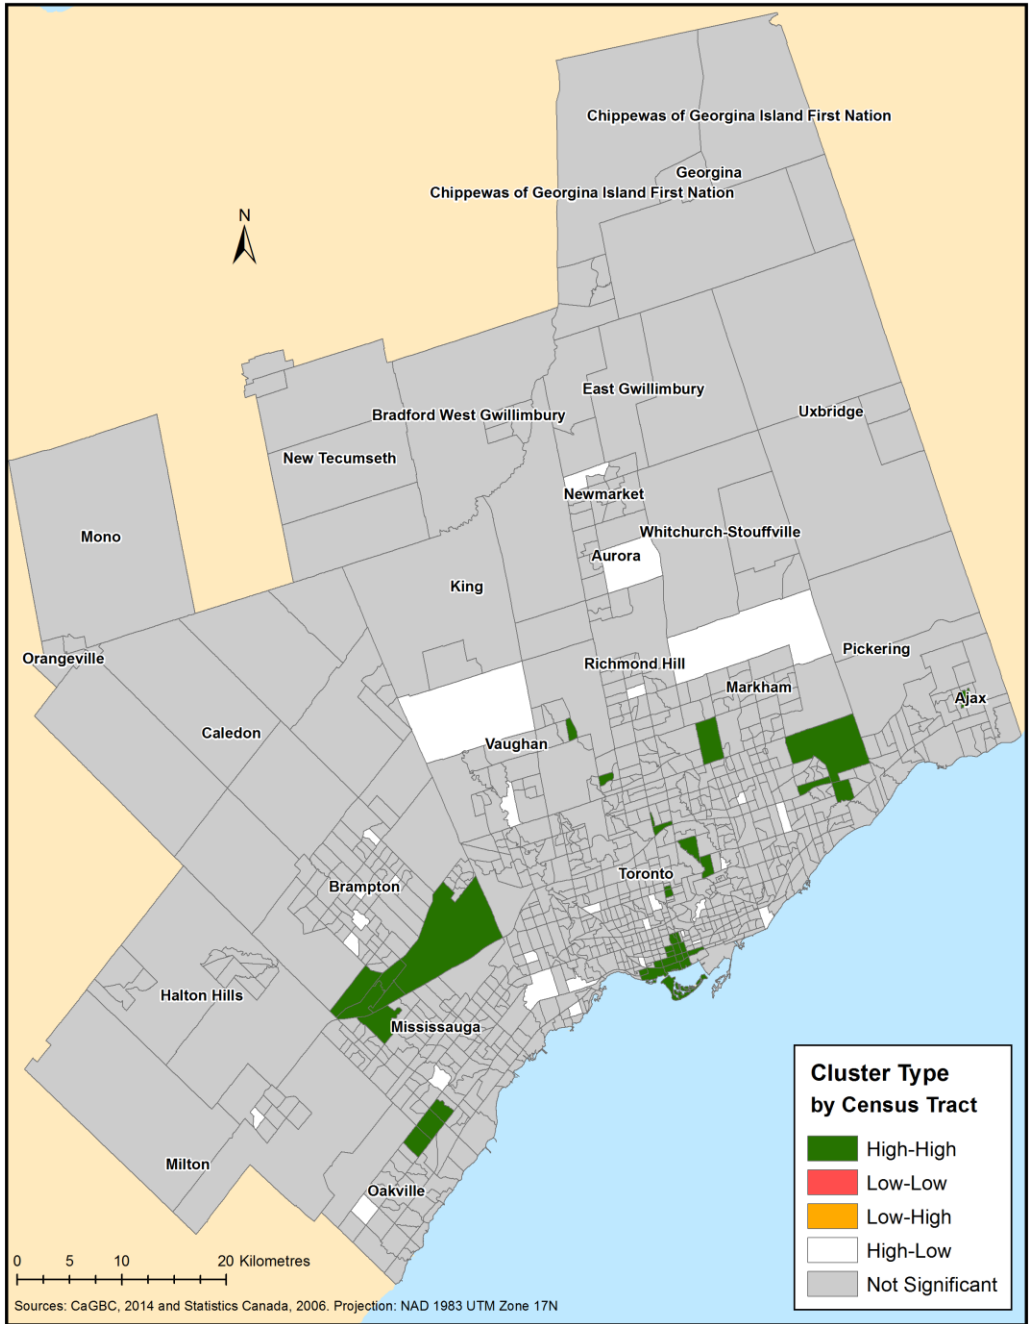 Chippewas of Georgina Island First Nation
Georgina
Chippewas of Georgina Island First Nation
N
East Gwillimbury
Bradford West Gwillimbury
Uxbridge
New Tecumseth
Newmarket
Mono
Whitchurch-Stouffville
Aurora
King
Orangeville
Richmond Hill
Pickering
Markham
Ajax
Caledon
Vaughan
Brampton
Toronto
Halton Hills
Mississauga
Milton
Oakville
Cluster Type
by Census Tract
High-High
Low-Low
Low-High
High-Low
Not Significant
0 5 10 20 Kilometres
Sources: CaGBC, 2014 and Statistics Canada, 2006. Projection: NAD 1983 UTM Zone 17N